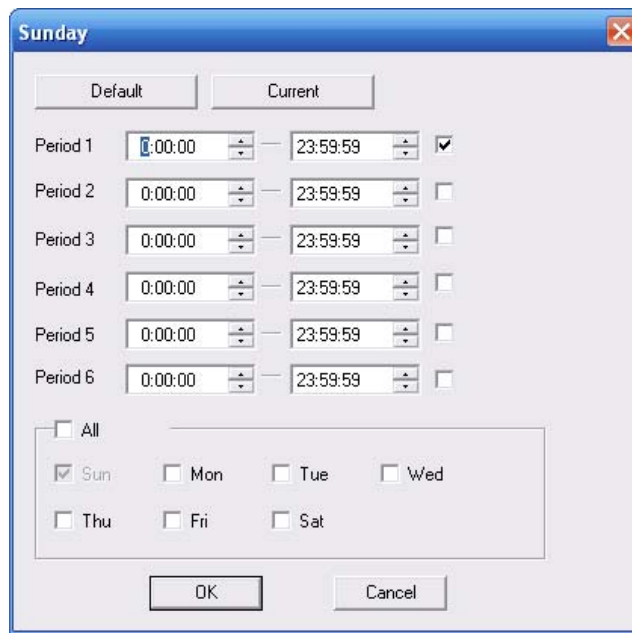 Sunday
Default Current
Period 1 0:00:00 23:59:59
Period 2 0:00:00 23:59:59
Period 3 0:00:00 23:59:59
Period 4 0:00:00 23:59:59
Period 5 0:00:00 23:59:59
Period 6 0:00:00 23:59:59
All
Sun Mon Tue Wed
Thu Fri Sat
OK Cancel